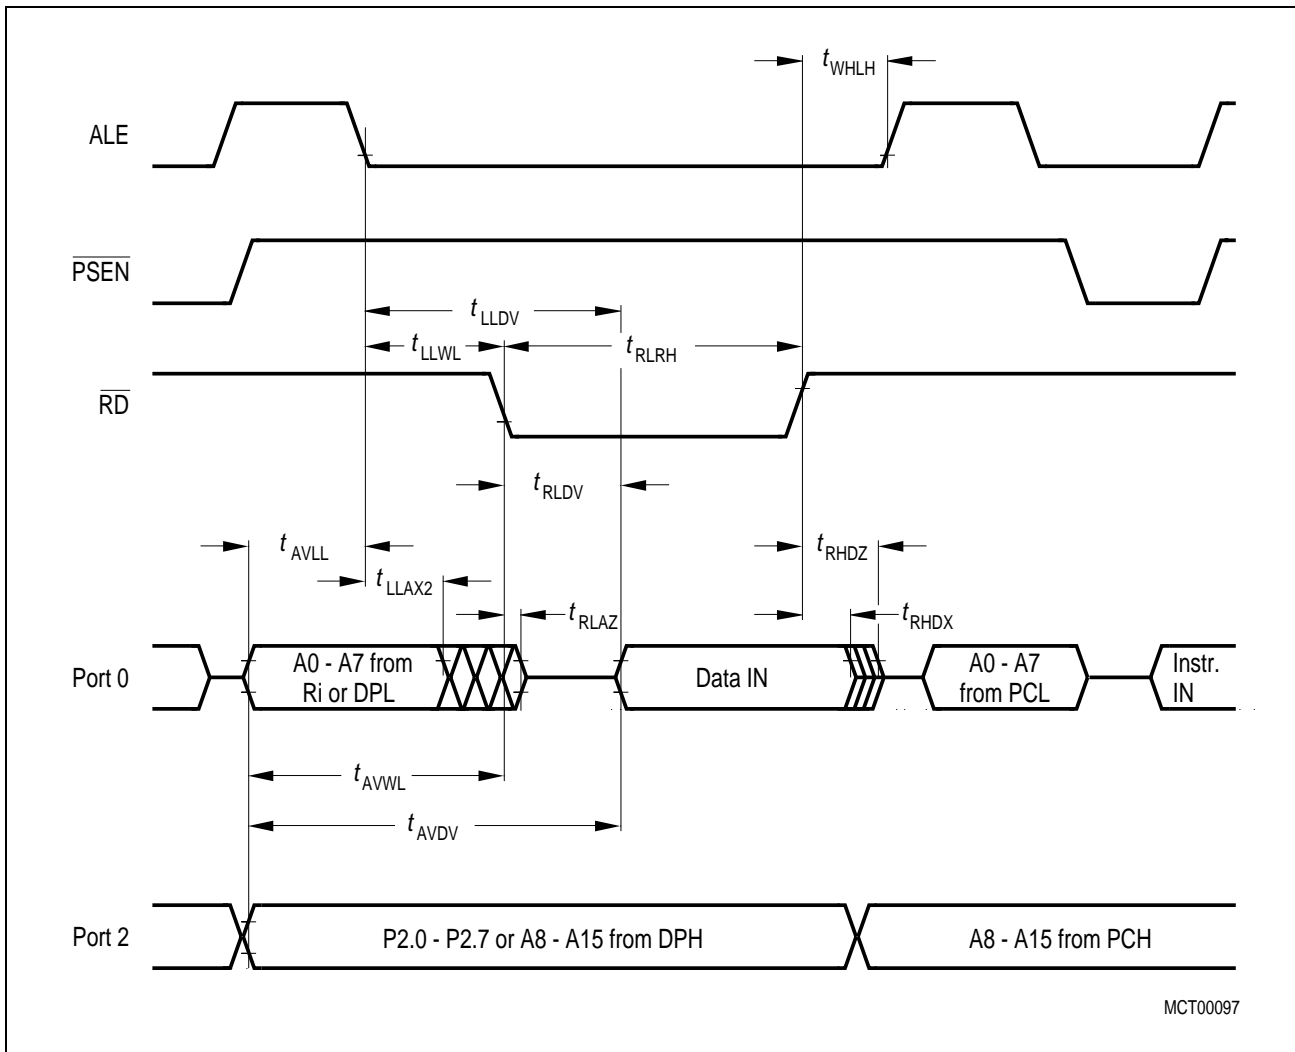 tWHLH
ALE
PSEN
tLLDV
tLLWL
tRLRH
RD
tRLDV
tAVLL
tRHDZ
tLLAX2
tRLAZ
tRHDX
Port 0
A0 - A7 from
Ri or DPL
Data IN
A0 - A7
from PCL
Instr.
IN
tAVWL
tAVDV
Port 2
P2.0 - P2.7 or A8 - A15 from DPH
A8 - A15 from PCH
MCT00097